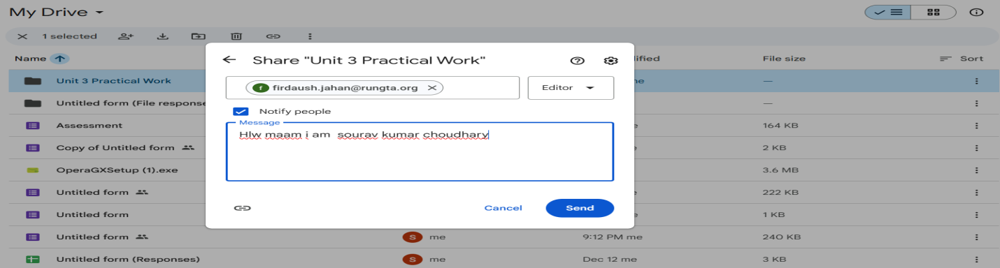 My Drive
1 selected
Name
ified
File size
Sort
Share "Unit 3 Practical Work"
firdaush.jahan@rungta.org
Editor
Notify people
Message
Hlw maam i am sourav kumar choudhary
Cancel
Send
Unit 3 Practical Work
me
—
Untitled form (File response
—
Assessment
e
164 KB
Copy of Untitled form
e
2 KB
OperaGXSetup (1).exe
3.6 MB
Untitled form
e
222 KB
Untitled form
e
1 KB
Untitled form
S me
9:12 PM me
240 KB
Untitled form (Responses)
S me
Dec 12 me
3 KB